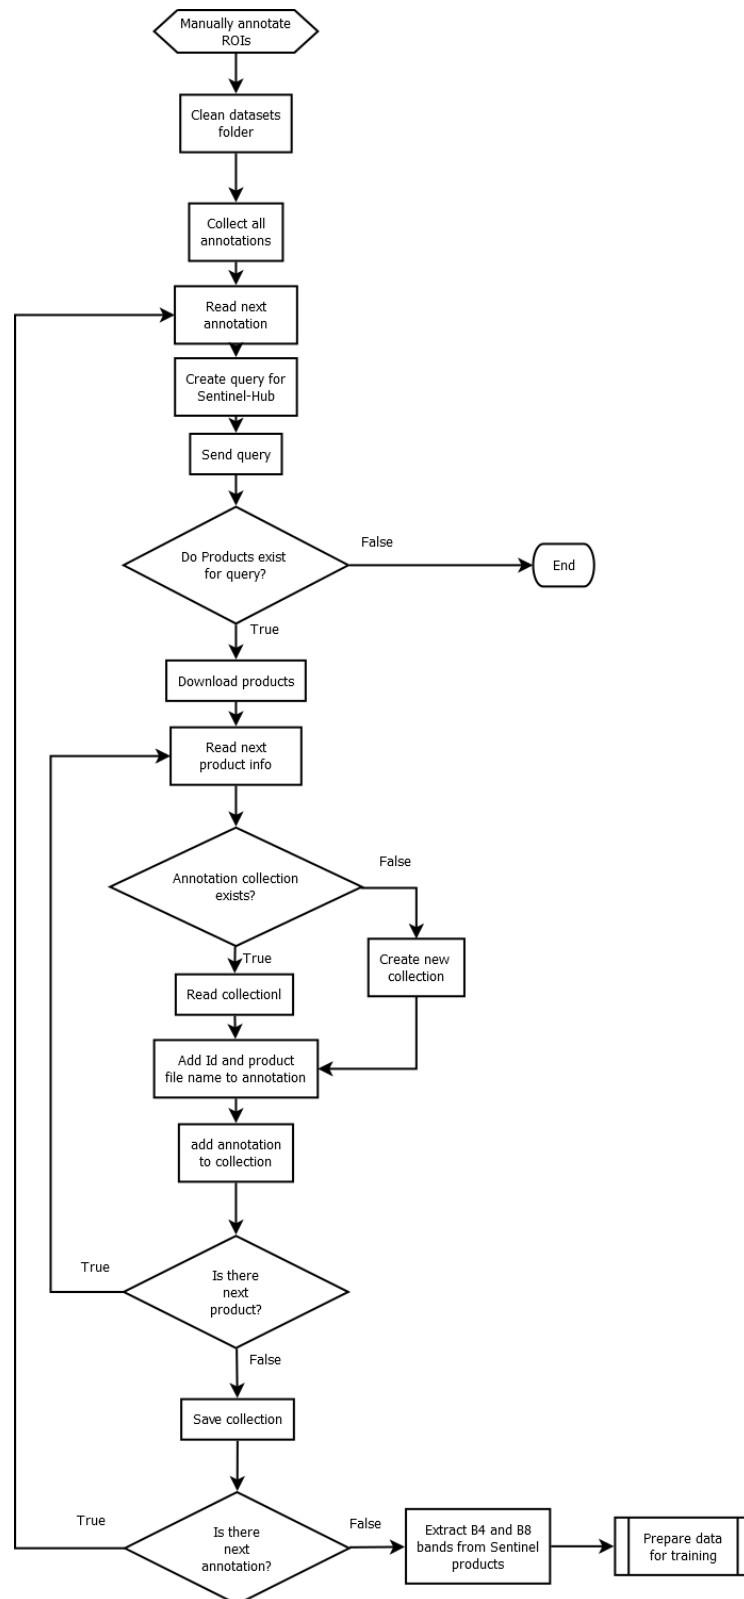 Manually annotate
ROIs
Clean datasets
folder
Collect all
annotations
Read next
annotation
Create query for
Sentinel-Hub
Send query
Do Products exist
for query?
False
End
True
Download products
Read next
product info
Annotation collection
exists?
False
True
Create new
collection
Read collectionl
Add Id and product
file name to annotation
add annotation
to collection
Is there
next
product?
True
False
Save collection
Is there
next
annotation?
True
False
Extract B4 and B8
bands from Sentinel
products
Prepare data
for training